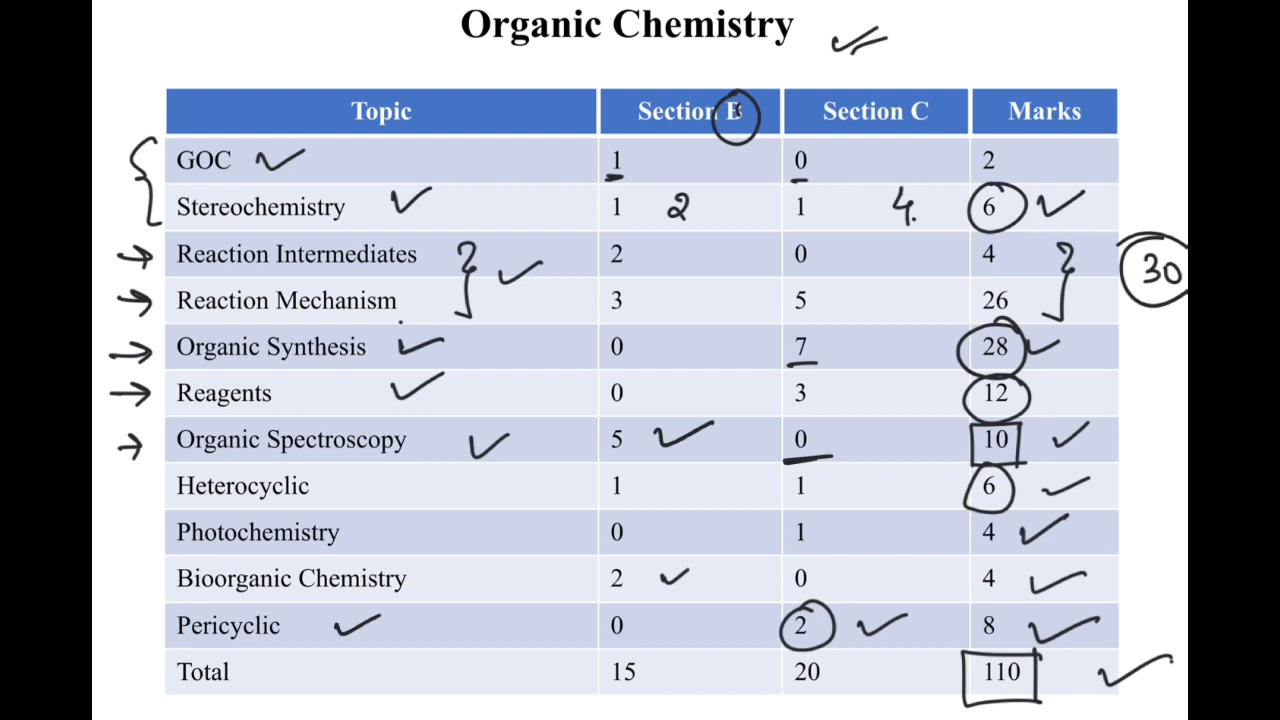 Organic Chemistry
Topic Section B Section C Marks
GOC 1 0 2
Stereochemistry 1 2 1 4. 6
Reaction Intermediates 2 0 4
30
Reaction Mechanism 3 5 26
Organic Synthesis 0 7 28
Reagents 0 3 12
Organic Spectroscopy 5 0 10
Heterocyclic 1 1 6
Photochemistry 0 1 4
Bioorganic Chemistry 2 0 4
Pericyclic 0 2 8
Total 15 20 110